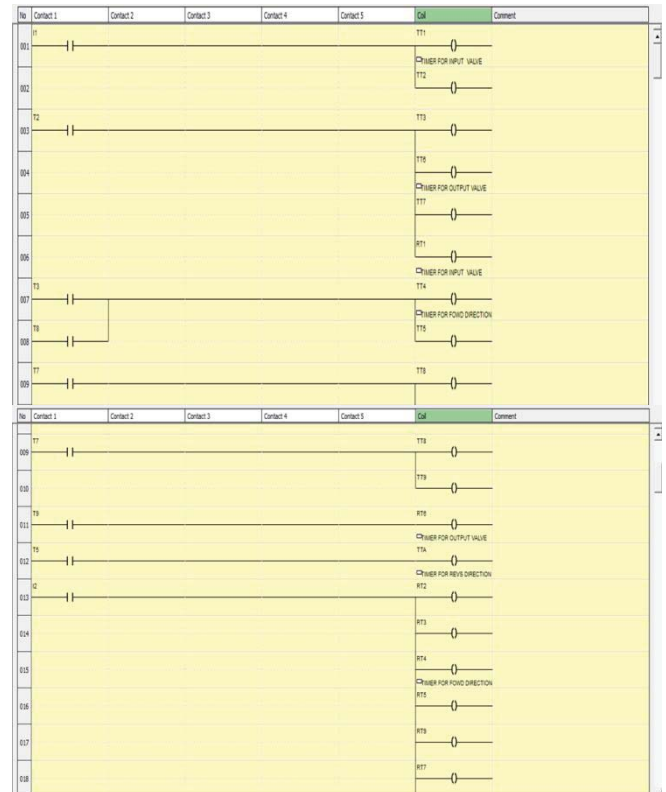 No Contact 1 Contact 2 Contact 3 Contact 4 Contact 5 Coil Comment
I1 TT1
001
TIMER FOR INPUT VALVE
TT2
002
T2 TT3
003
TT6
004
TIMER FOR OUTPUT VALVE
TT7
005
RT1
006
TIMER FOR INPUT VALVE
T3 TT4
007
TIMER FOR FOWD DIRECTION
TT5
008
T7 TT8
009
No Contact 1 Contact 2 Contact 3 Contact 4 Contact 5 Coil Comment
T7 TT8
009
TT9
010
T9 RT6
011
TIMER FOR OUTPUT VALVE
T5 TTA
012
TIMER FOR REVS DIRECTION
I2 RT2
013
RT3
014
RT4
015
TIMER FOR FOWD DIRECTION
RT5
016
017
RT7
018